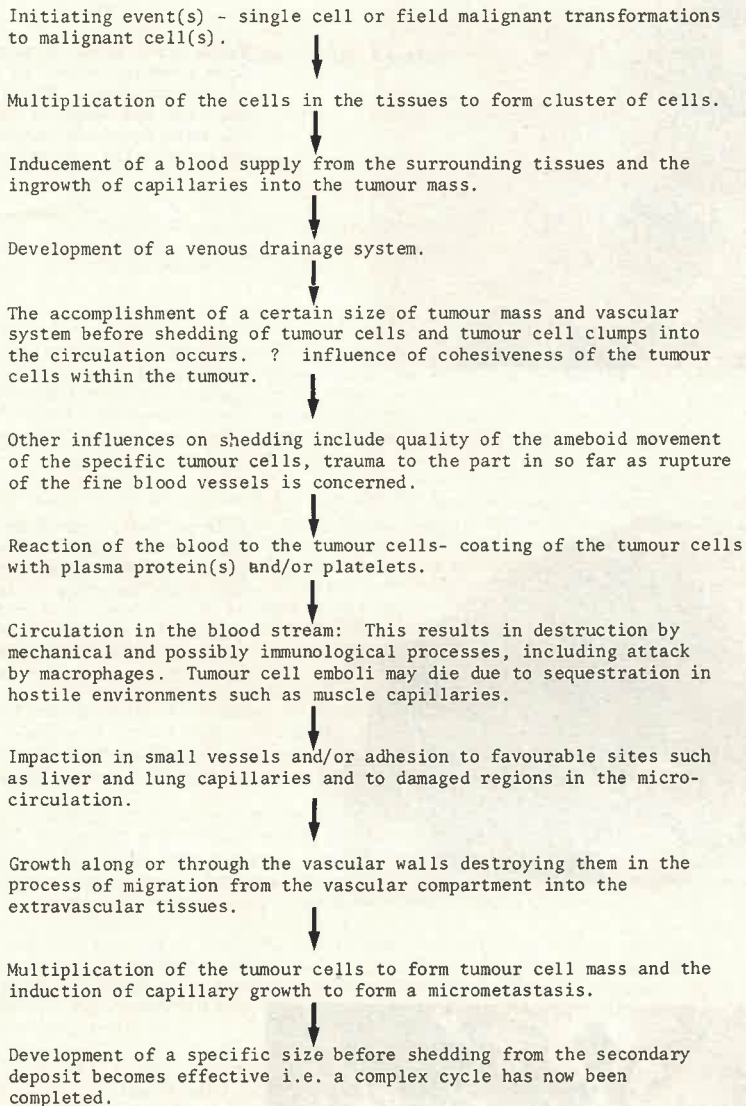 Initiating event(s) - single cell or field malignant transformations
to malignant cell(s).
Multiplication of the cells in the tissues to form cluster of cells.
Inducement of a blood supply from the surrounding tissues and the
ingrowth of capillaries into the tumour mass.
Development of a venous drainage system.
The accomplishment of a certain size of tumour mass and vascular
system before shedding of tumour cells and tumour cell clumps into
the circulation occurs. ? influence of cohesiveness of the tumour
cells within the tumour.
Other influences on shedding include quality of the ameboid movement
of the specific tumour cells, trauma to the part in so far as rupture
of the fine blood vessels is concerned.
Reaction of the blood to the tumour cells- coating of the tumour cells
with plasma protein(s) and/or platelets.
Circulation in the blood stream: This results in destruction by
mechanical and possibly immunological processes, including attack
by macrophages. Tumour cell emboli may die due to sequestration in
hostile environments such as muscle capillaries.
Impaction in small vessels and/or adhesion to favourable sites such
as liver and lung capillaries and to damaged regions in the micro-
circulation.
Growth along or through the vascular walls destroying them in the
process of migration from the vascular compartment into the
extravascular tissues.
Multiplication of the tumour cells to form tumour cell mass and the
induction of capillary growth to form a micrometastasis.
Development of a specific size before shedding from the secondary
deposit becomes effective i.e. a complex cycle has now been
completed.